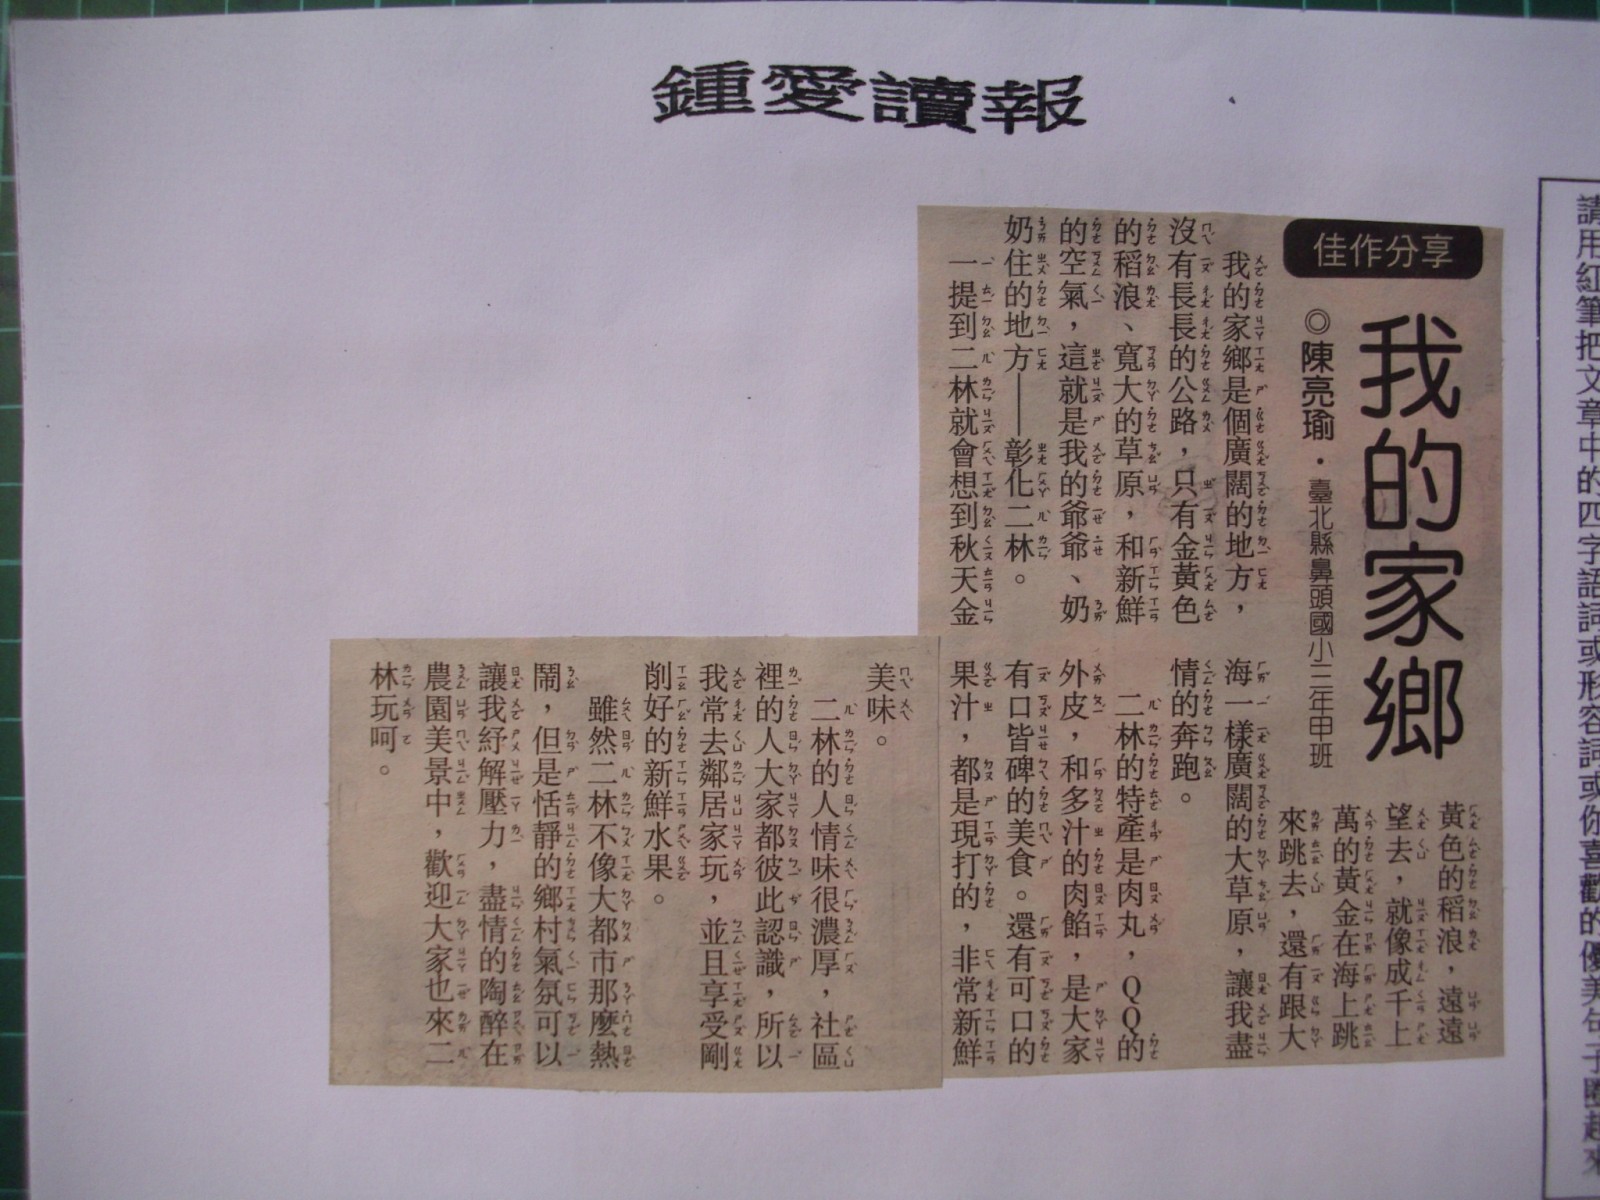 鍾愛讀報
請用紅筆把文章中的四字語詞或形容詞或你喜歡的優美句子圈起來
佳作分享
我的家鄉
◎陳亮瑜・臺北縣鼻頭國小三年甲班
我的家鄉是個廣闊的地方，
沒有長長的公路，只有金黃色
的稻浪、寬大的草原，和新鮮
的空氣，這就是我的爺爺、奶
奶住的地方——彰化二林。
一提到二林就會想到秋天金
黃色的稻浪，遠遠
望去，就像成千上
萬的黃金在海上跳
來跳去，還有跟大
海一樣廣闊的大草原，讓我盡
情的奔跑。
二林的特產是肉丸，QQ的
外皮，和多汁的肉餡，是大家
有口皆碑的美食。還有可口的
果汁，都是現打的，非常新鮮
美味。
二林的人情味很濃厚，社區
裡的人大家都彼此認識，所以
我常去鄰居家玩，並且享受剛
削好的新鮮水果。
雖然二林不像大都市那麼熱
鬧，但是恬靜的鄉村氣氛可以
讓我紓解壓力，盡情的陶醉在
農園美景中，歡迎大家也來二
林玩呵。